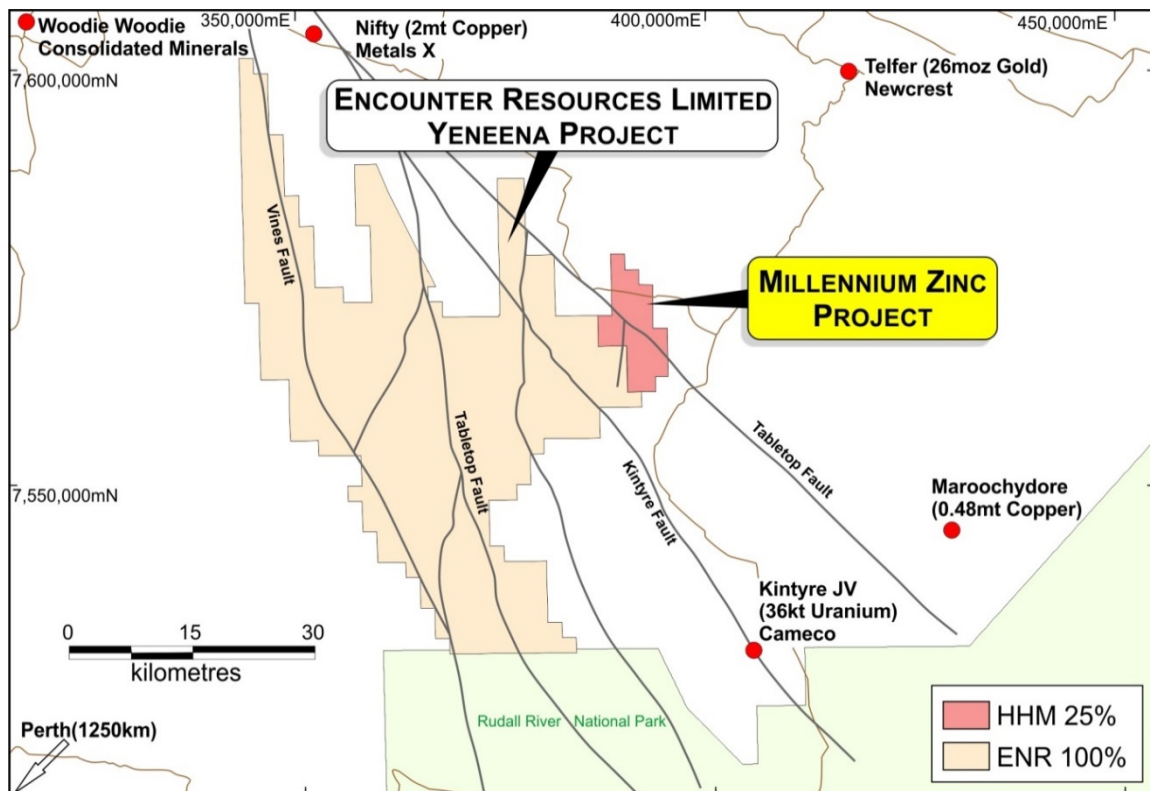 350,000mE
400,000mE
450,000mE
Woodie Woodie
Consolidated Minerals
Nifty (2mt Copper)
Metals X
Telfer (26moz Gold)
Newcrest
7,600,000mN
ENCOUNTER RESOURCES LIMITED
YENEENA PROJECT
Vines Fault
MILLENNIUM ZINC
PROJECT
Tabletop Fault
Kintyre Fault
Tabletop Fault
7,550,000mN
Maroochydore
(0.48mt Copper)
Kintyre JV
(36kt Uranium)
Cameco
0 15 30
kilometres
Rudall River National Park
Perth(1250km)
HHM 25%
ENR 100%